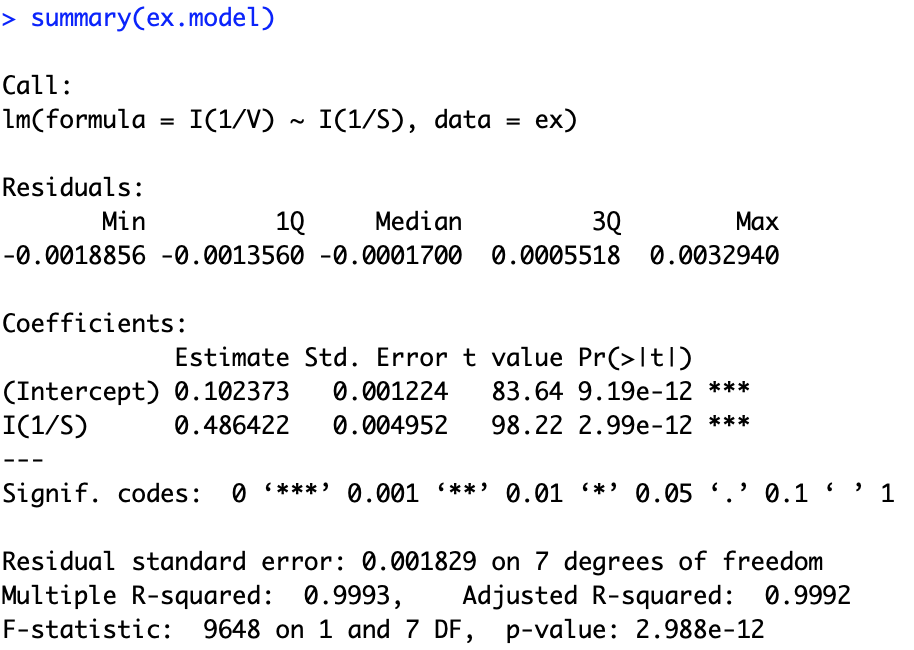 > summary(ex.model)
Call:
lm(formula = I(1/V) ~ I(1/S), data = ex)
Residuals:
       Min         1Q     Median         3Q        Max
-0.0018856 -0.0013560 -0.0001700  0.0005518  0.0032940
Coefficients:
            Estimate Std. Error t value Pr(>|t|)
(Intercept) 0.102373   0.001224   83.64 9.19e-12 ***
I(1/S)      0.486422   0.004952   98.22 2.99e-12 ***
---
Signif. codes:  0 ‘***’ 0.001 ‘**’ 0.01 ‘*’ 0.05 ‘.’ 0.1 ‘ ’ 1
Residual standard error: 0.001829 on 7 degrees of freedom
Multiple R-squared:  0.9993,    Adjusted R-squared:  0.9992
F-statistic:  9648 on 1 and 7 DF,  p-value: 2.988e-12